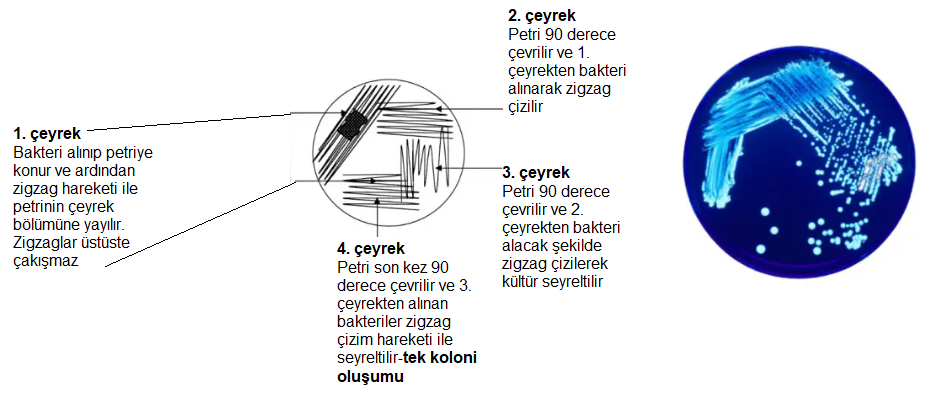 1. çeyrek
Bakteri alınıp petriye
konur ve ardından
zigzag hareketi ile
petrinin çeyrek
bölümüne yayılır.
Zigzaglar üstüste
çakışmaz
2. çeyrek
Petri 90 derece
çevrilir ve 1.
çeyrekten bakteri
alınarak zigzag
çizilir
3. çeyrek
Petri 90 derece
çevrilir ve 2.
çeyrekten bakteri
alacak şekilde
zigzag çizilerek
kültür seyreltilir
4. çeyrek
Petri son kez 90
derece çevrilir ve 3.
çeyrekten alınan
bakteriler zigzag
çizim hareketi ile
seyreltilir-tek koloni
oluşumu